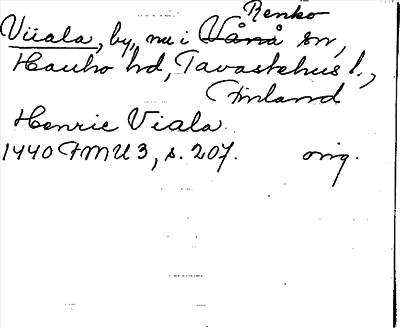 Renko
Viiala, by, nu i Vånå sn,
Hauho hd, Tavastehus l.,
Finland
Henric Viala
1440 FMU 3, s. 207. orig.